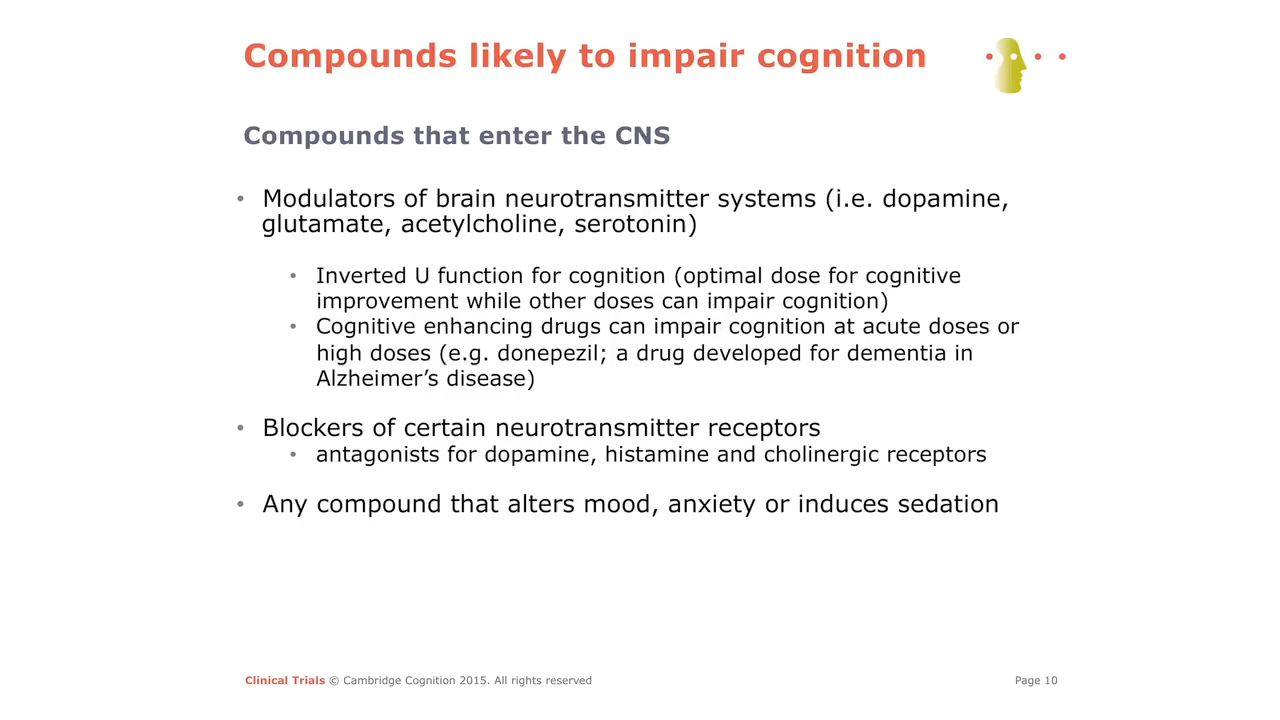 Compounds likely to impair cognition
Compounds that enter the CNS
• Modulators of brain neurotransmitter systems (i.e. dopamine,
glutamate, acetylcholine, serotonin)
• Inverted U function for cognition (optimal dose for cognitive
improvement while other doses can impair cognition)
• Cognitive enhancing drugs can impair cognition at acute doses or
high doses (e.g. donepezil; a drug developed for dementia in
Alzheimer’s disease)
• Blockers of certain neurotransmitter receptors
• antagonists for dopamine, histamine and cholinergic receptors
• Any compound that alters mood, anxiety or induces sedation
Clinical Trials © Cambridge Cognition 2015. All rights reserved
Page 10